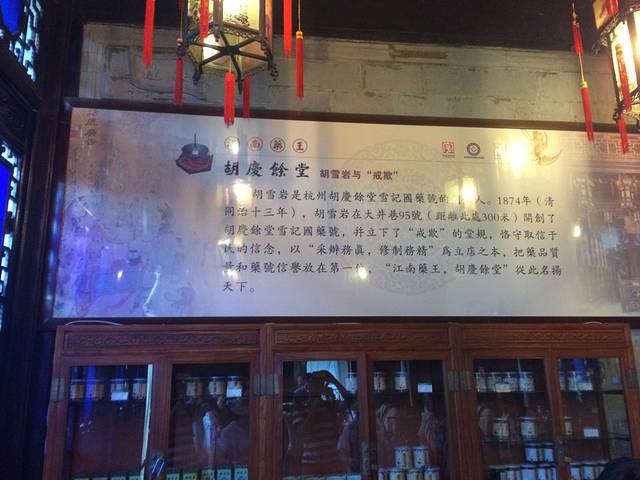 南藥王
胡慶餘堂 胡雪岩与“戒欺”
胡雪岩是杭州胡慶餘堂雪記國藥號的 人。1874年（清
同治十三年），胡雪岩在大井巷95號（距離此處300米）開創了
胡慶餘堂雪記國藥號，并立下了“戒欺”的堂規，恪守取信于
民的信念，以“采辦務真，修制務精”爲立店之本，把藥品質
量和藥號信譽放在第一位，“江南藥王，胡慶餘堂”從此名揚
天下。